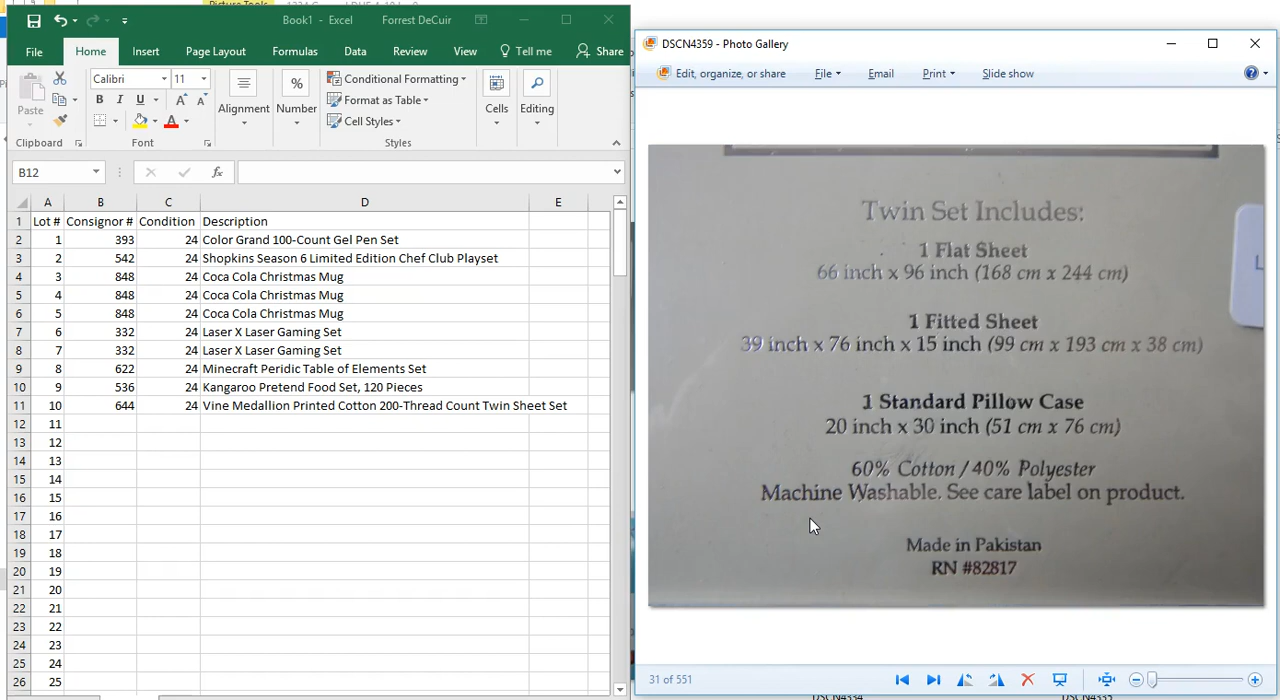 Book1 - Excel
Forrest DeCuir
File
Home
Insert
Page Layout
Formulas
Data
Review
View
Tell me
Share
Paste
Calibri
11
B
I
U
A
A
A
Alignment
%
Number
Conditional Formatting
Format as Table
Cell Styles
Cells
Editing
Clipboard
Font
Styles
B12
fx
A B C D E
1 Lot # Consignor # Condition Description
2 1 393 24 Color Grand 100-Count Gel Pen Set
3 2 542 24 Shopkins Season 6 Limited Edition Chef Club Playset
4 3 848 24 Coca Cola Christmas Mug
5 4 848 24 Coca Cola Christmas Mug
6 5 848 24 Coca Cola Christmas Mug
7 6 332 24 Laser X Laser Gaming Set
8 7 332 24 Laser X Laser Gaming Set
9 8 622 24 Minecraft Peridic Table of Elements Set
10 9 536 24 Kangaroo Pretend Food Set, 120 Pieces
11 10 644 24 Vine Medallion Printed Cotton 200-Thread Count Twin Sheet Set
12 11
13 12
14 13
15 14
16 15
17 16
18 17
19 18
20 19
21 20
22 21
23 22
24 23
25 24
26 25
DSCN4359 - Photo Gallery
Edit, organize, or share
File
Email
Print
Slide show
Twin Set Includes:
1 Flat Sheet
66 inch x 96 inch (168 cm x 244 cm)
1 Fitted Sheet
39 inch x 76 inch x 15 inch (99 cm x 193 cm x 38 cm)
1 Standard Pillow Case
20 inch x 30 inch (51 cm x 76 cm)
60% Cotton / 40% Polyester
Machine Washable. See care label on product.
Made in Pakistan
RN #82817
L
31 of 551